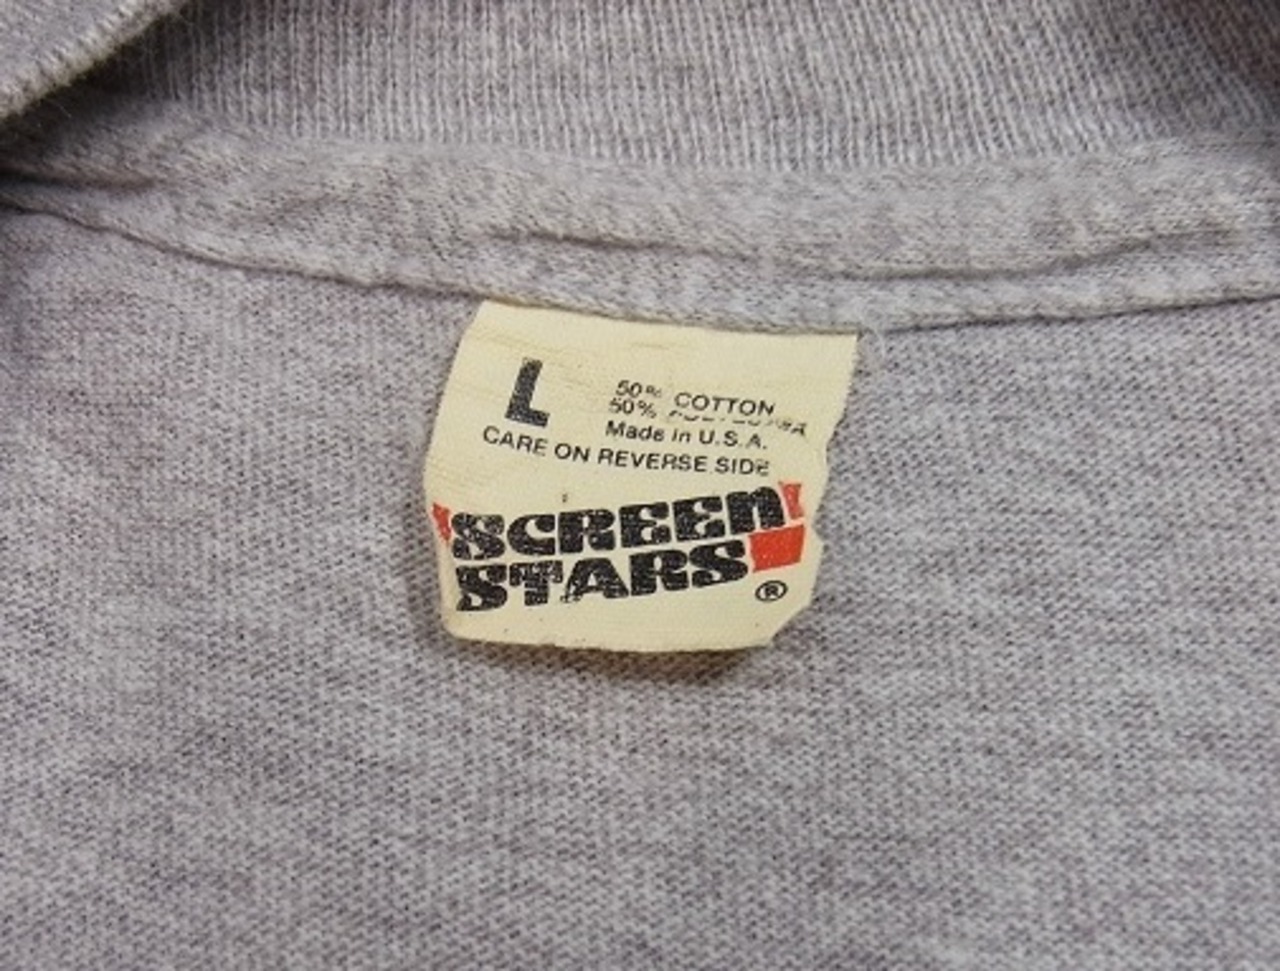 L
50% COTTON
50%
Made in U.S.A.
CARE ON REVERSE SIDE
SCREEN
STARS
®